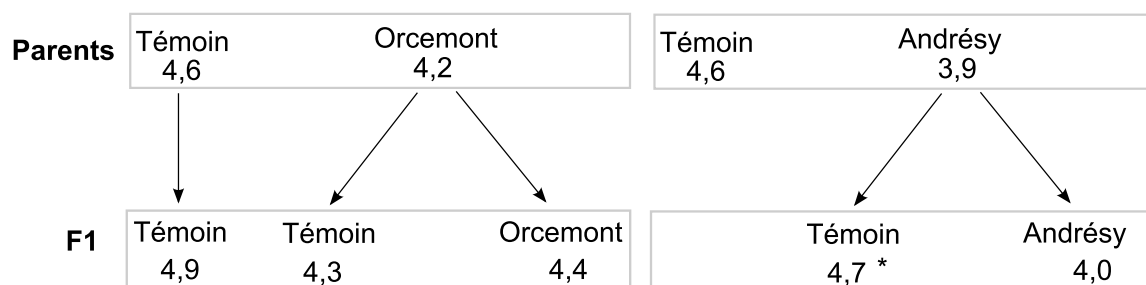 Parents
Témoin Orcemont
4,6 4,2
Témoin Andrésy
4,6 3,9
F1
Témoin Témoin Orcemont
4,9 4,3 4,4
Témoin Andrésy
4,7 * 4,0